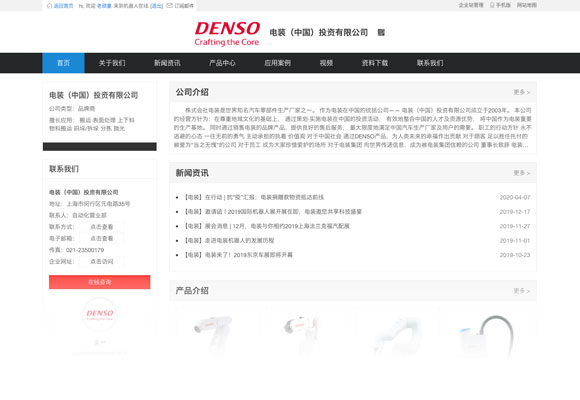 返回首页 hi, 欢迎 老顽童 来到机器人在线 [退出] 订阅邮件
企业站管理 手机版 网站地图
DENSO
Crafting the Core
电装（中国）投资有限公司
首页 关于我们 新闻资讯 产品中心 应用案例 视频 资料下载 联系我们
电装（中国）投资有限公司
公司类型：品牌商
擅长应用： 搬运 表面处理 上下料
物料搬运 码垛/拆垛 分拣 抛光
联系我们
电装（中国）投资有限公司
地址：上海市闵行区元电路35号
联系人：自动化营业部
联系方式： 点击查看
电子邮箱： 点击查看
传真：021-23500179
企业网址： 点击访问
在线咨询
DENSO
公司介绍 更多 >
株式会社电装是世界知名汽车零部件生产厂家之一。 作为电装在中国的统括公司—— 电装（中国）投资有限公司成立于2003年。本公司
的经营方针为：在尊重地域文化的基础上， 通过策划·实施电装在中国的投资活动， 有效地整合中国的人才及资源优势， 将中国作为电装重要
的生产基地， 同时通过销售电装的品牌产品、提供良好的售后服务， 最大限度地满足中国汽车生产厂家及用户的需要。 职工的行动方针 永不
逃避的心态 一往无前的勇气 主动承担的执着 价值观 对于中国社会 通过DENSO产品、为人类未来的幸福作出贡献 对于顾客 足以胜任托付的
被誉为“当之无愧”的公司 对于员工 成为大家珍惜爱护的场所 对于电装集团 向世界传递信息、成为被电装集团信赖的公司 董事长致辞 电装…
新闻资讯 更多 >
【电装】在行动 | 抗“疫”汇报：电装捐赠款物资抵达前线 2020-04-07
【电装】邀请函 | 2019国际机器人展开展在即，电装邀您共享科技盛宴 2019-12-17
【电装】展会消息 | 12月，电装与你相约2019上海法兰克福汽配展 2019-11-27
【电装】走进电装机器人的发展历程 2019-11-01
【电装】电装来了！2019东京车展即将开幕 2019-10-23
产品介绍 更多 >